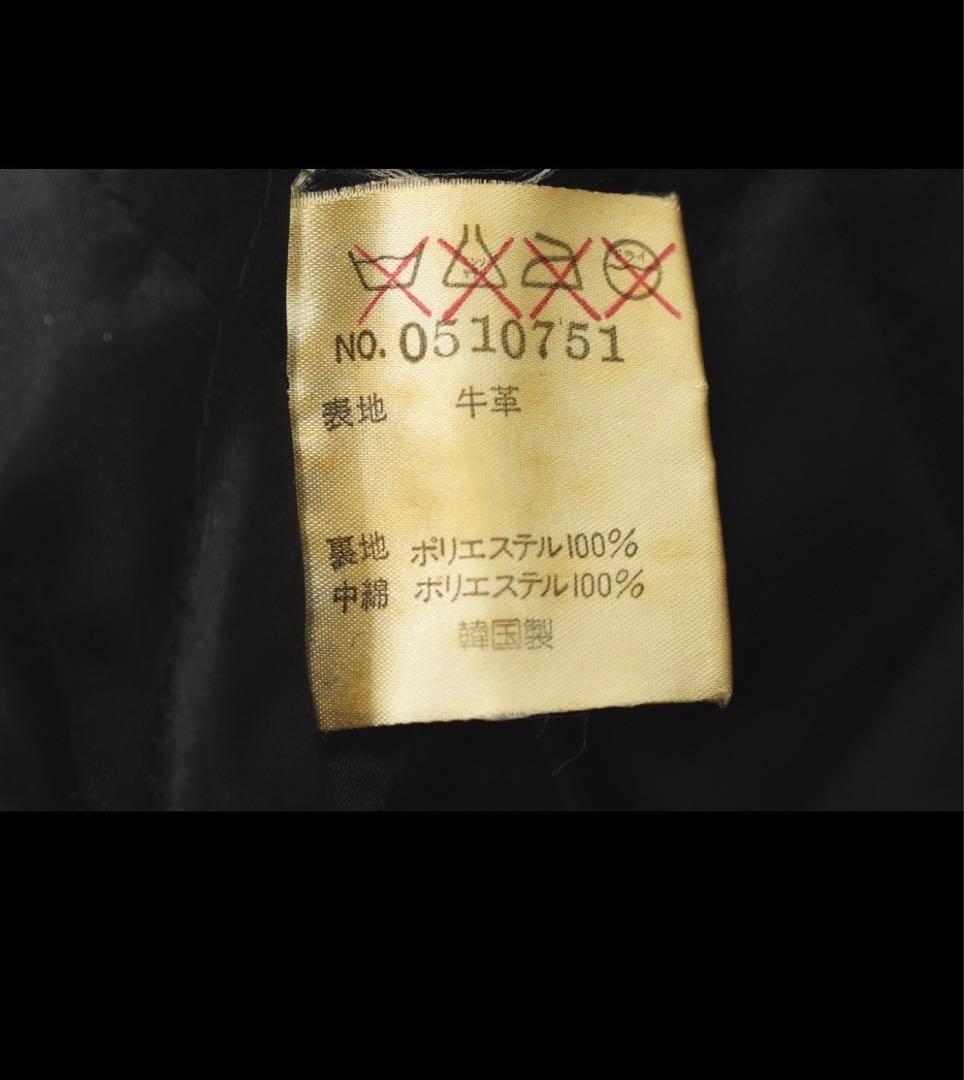 NO. 0510751
表地 牛革
裏地 ポリエステル100%
中綿 ポリエステル100%
韓国製